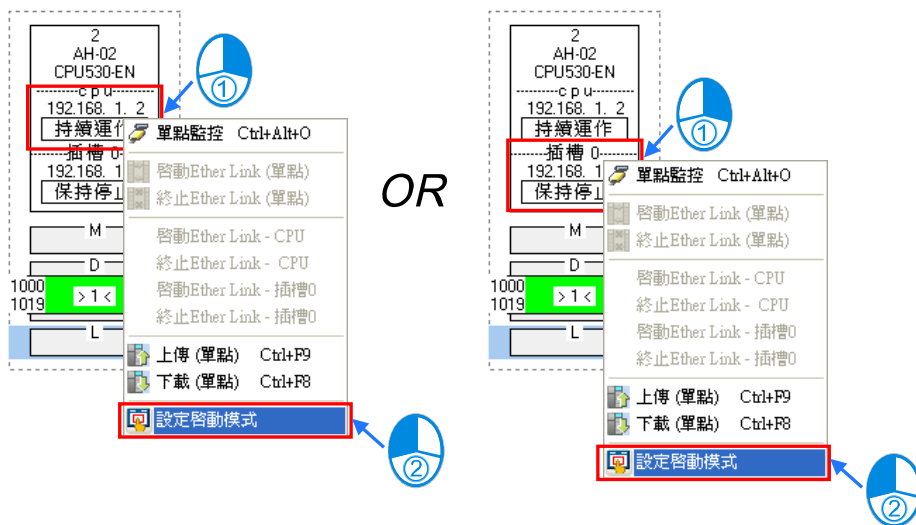 2
AH-02
CPU530-EN
--------c p u--------
192.168. 1. 2
持續運作
------插槽 0------
192.168. 1
保持停止
M
D
1000
1019
> 1 <
L
①
單點監控 Ctrl+Alt+O
啓動Ether Link (單點)
終止Ether Link (單點)
啓動Ether Link - CPU
終止Ether Link - CPU
啓動Ether Link - 插槽0
終止Ether Link - 插槽0
上傳 (單點) Ctrl+F9
下載 (單點) Ctrl+F8
設定啓動模式
②
OR
2
AH-02
CPU530-EN
--------c p u--------
192.168. 1. 2
持續運作
------插槽 0------
192.168. 1
保持停止
M
D
1000
1019
> 1 <
L
①
單點監控 Ctrl+Alt+O
啓動Ether Link (單點)
終止Ether Link (單點)
啓動Ether Link - CPU
終止Ether Link - CPU
啓動Ether Link - 插槽0
終止Ether Link - 插槽0
上傳 (單點) Ctrl+F9
下載 (單點) Ctrl+F8
設定啓動模式
②